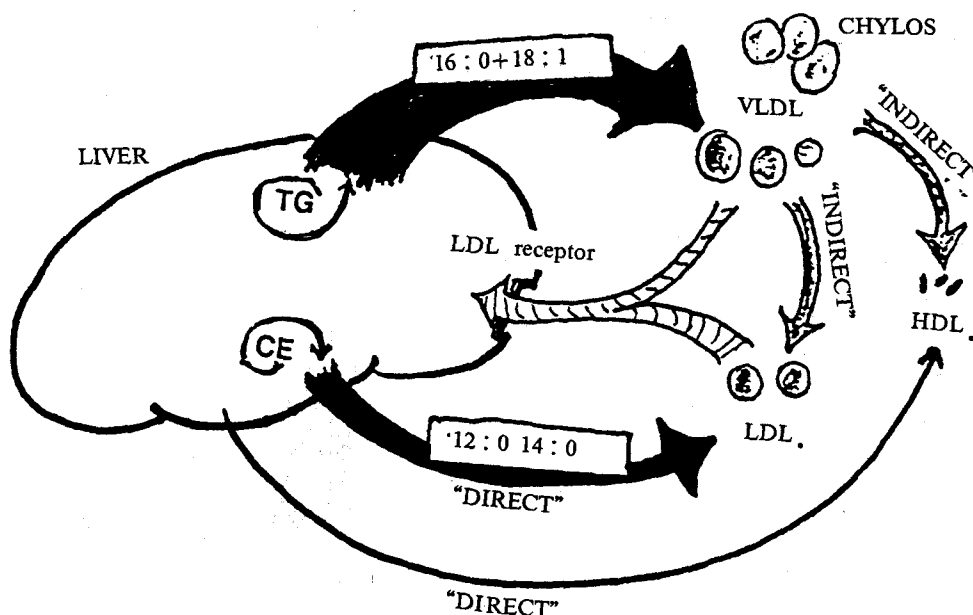 CHYLOS
'16 : 0+18 : 1
VLDL
"INDIRECT"
LIVER
TG
"INDIRECT"
LDL receptor
HDL.
CE
LDL.
'12 : 0 14 : 0
"DIRECT"
"DIRECT"